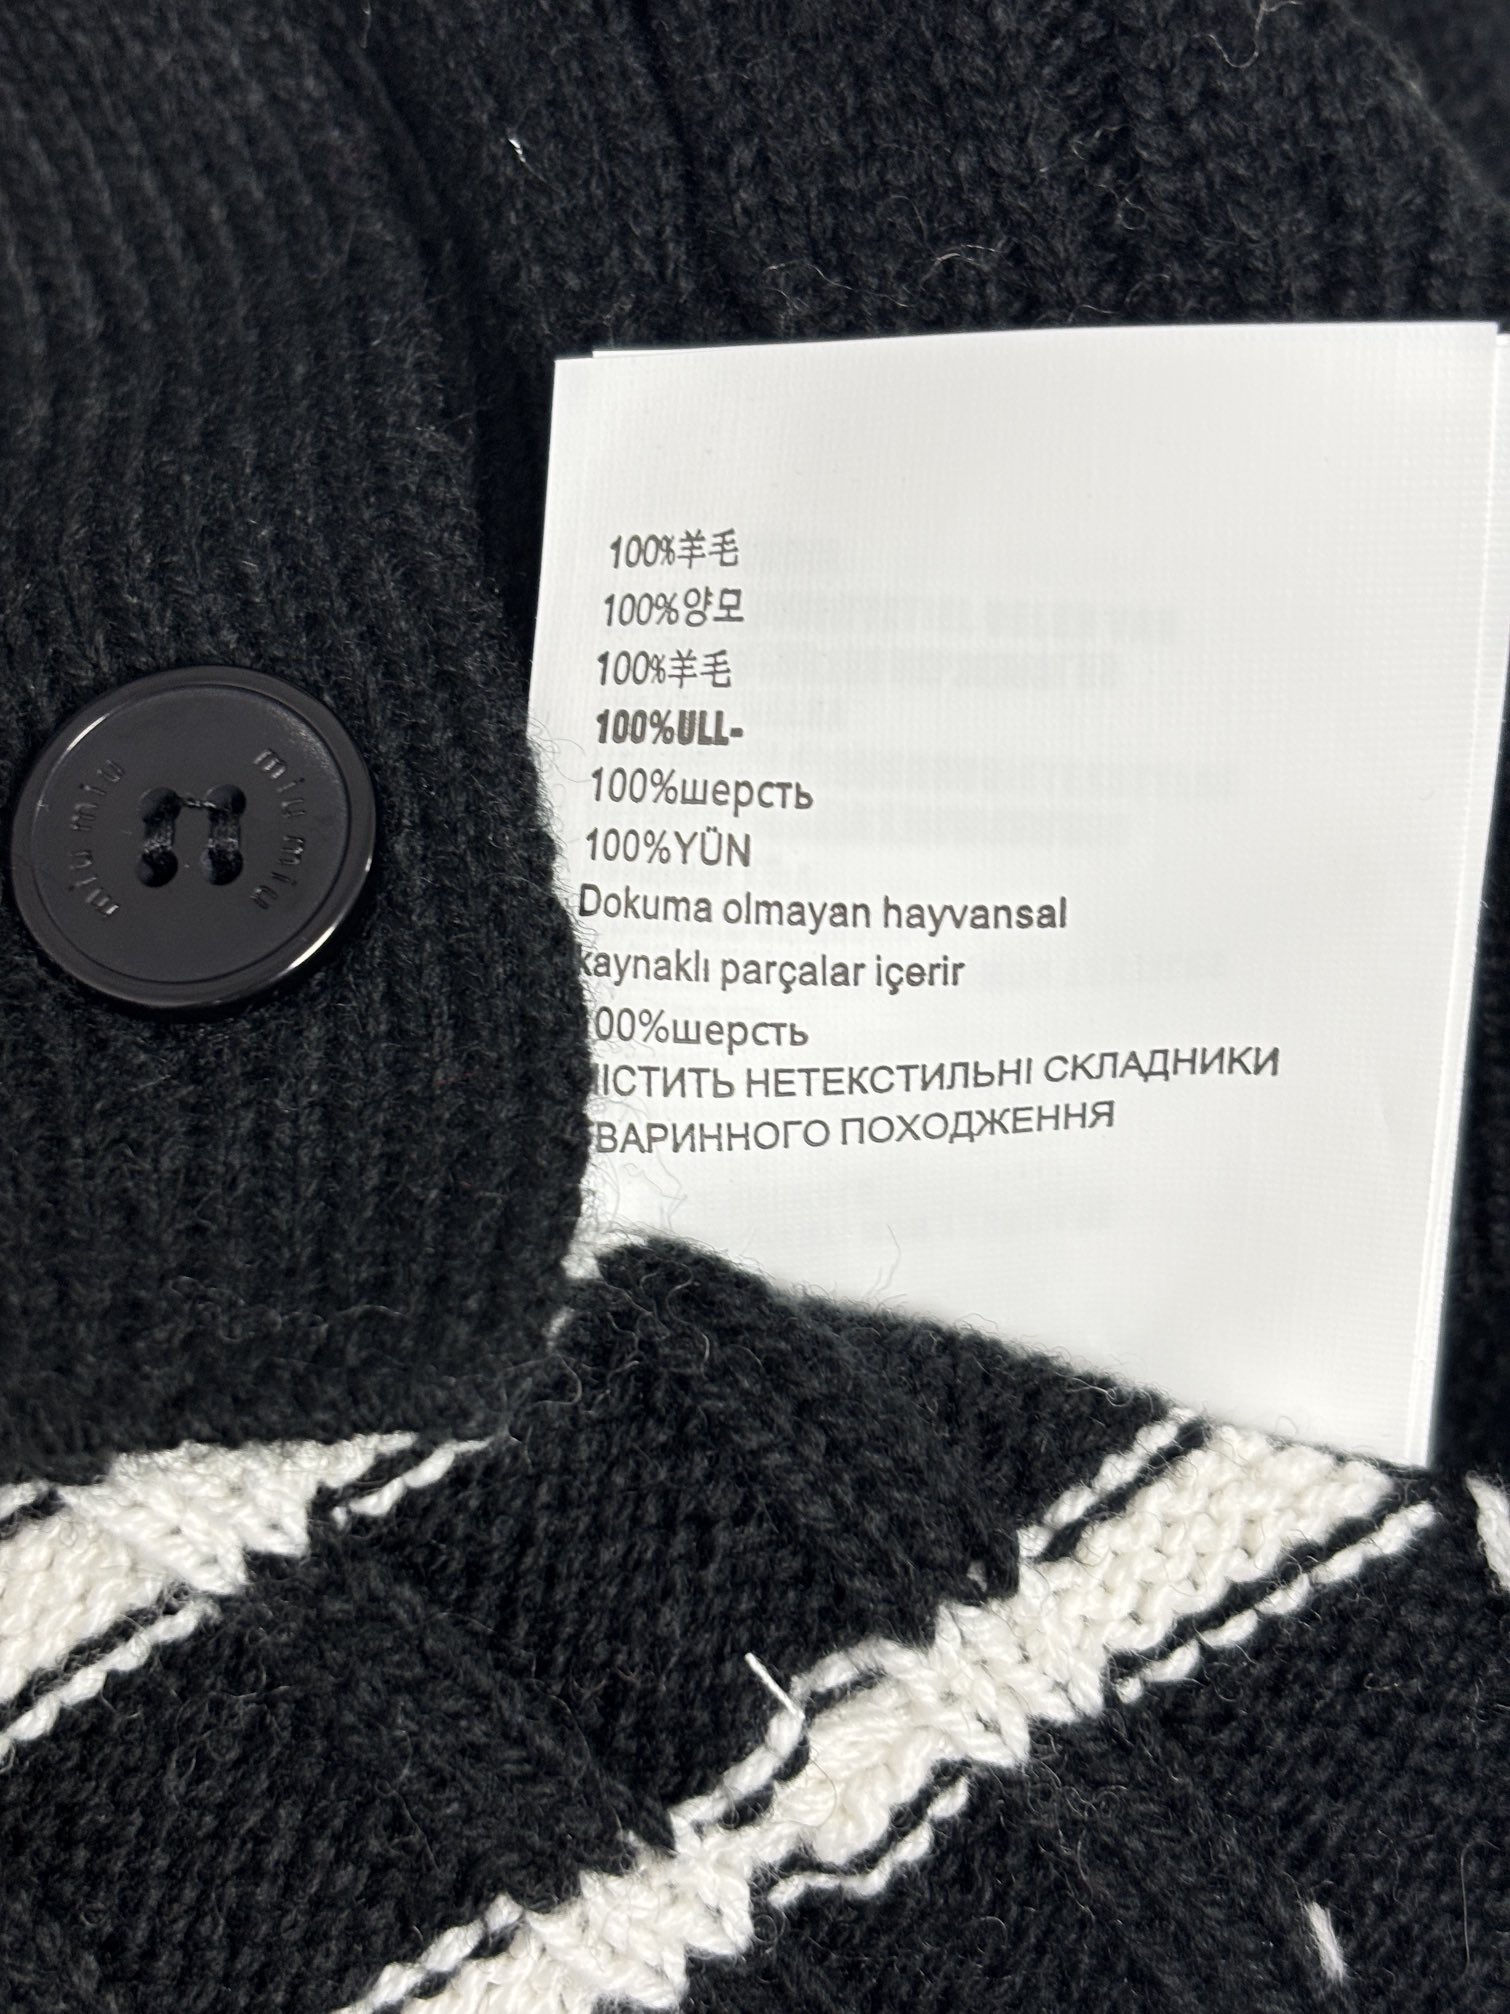 miu miu
miu miu
100%羊毛
100%양모
100%羊毛
100%ULL-
100%шерсть
100%YÜN
Dokuma olmayan hayvansal
kaynaklı parçalar içerir
00%шерсть
ІСТИТЬ НЕТЕКСТИЛЬНІ СКЛАДНИКИ
ВАРИННОГО ПОХОДЖЕННЯ